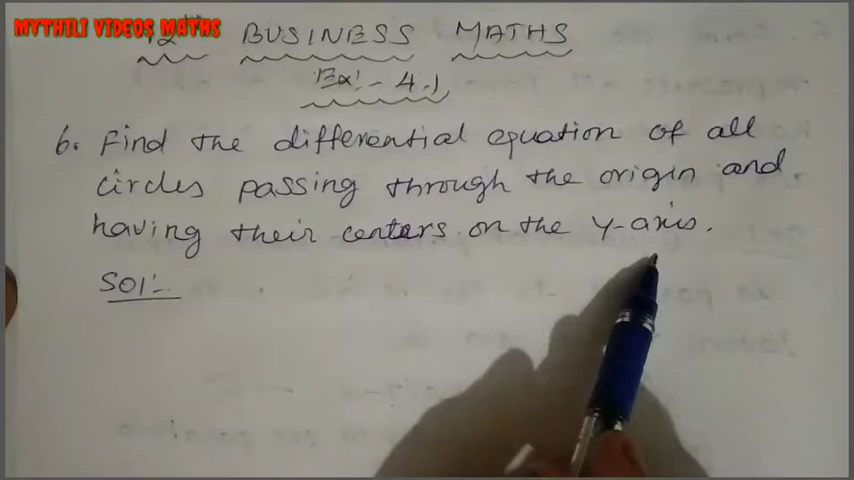 MYTHILI VIDEOS MATHS
12th BUSINESS MATHS
Ex:- 4.1
6. Find the differential equation of all
circles passing through the origin and
having their centers on the y-axis.
Sol:-